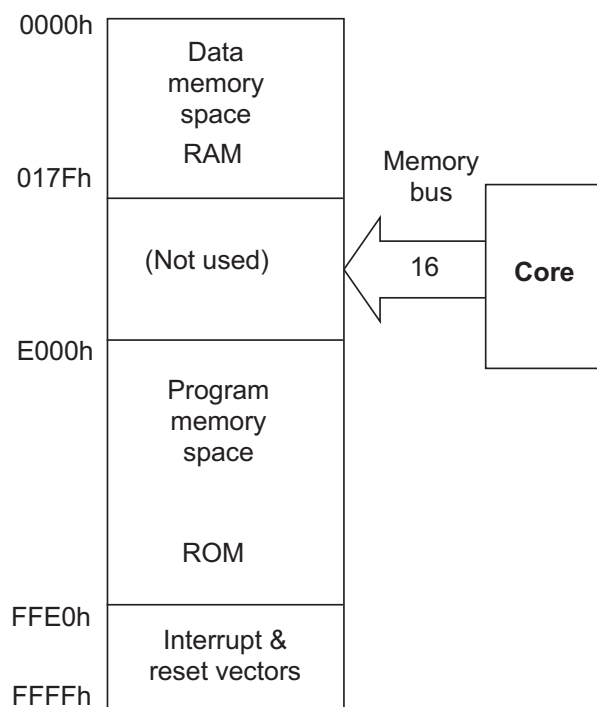 0000h
Data
memory
space
RAM
017Fh
Memory
bus
(Not used)
16
Core
E000h
Program
memory
space
ROM
FFE0h
Interrupt &
reset vectors
FFFFh